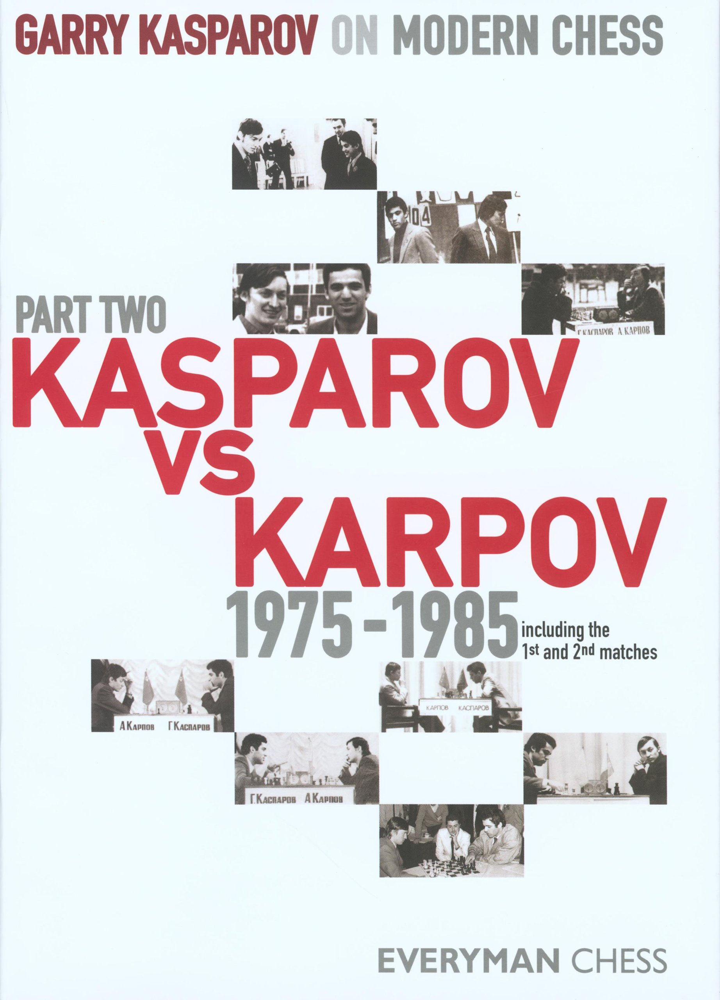 GARRY KASPAROV ON MODERN CHESS
104
Г.КАСПАРОВ А.КАРПОВ
PART TWO
KASPAROV
VS
KARPOV
1975-1985
including the
1st and 2nd matches
А КАРПОВ Г.КАСПАРОВ
КАРПОВ КАСПАРОВ
Г.КАСПАРОВ А КАРПОВ
EVERYMAN CHESS